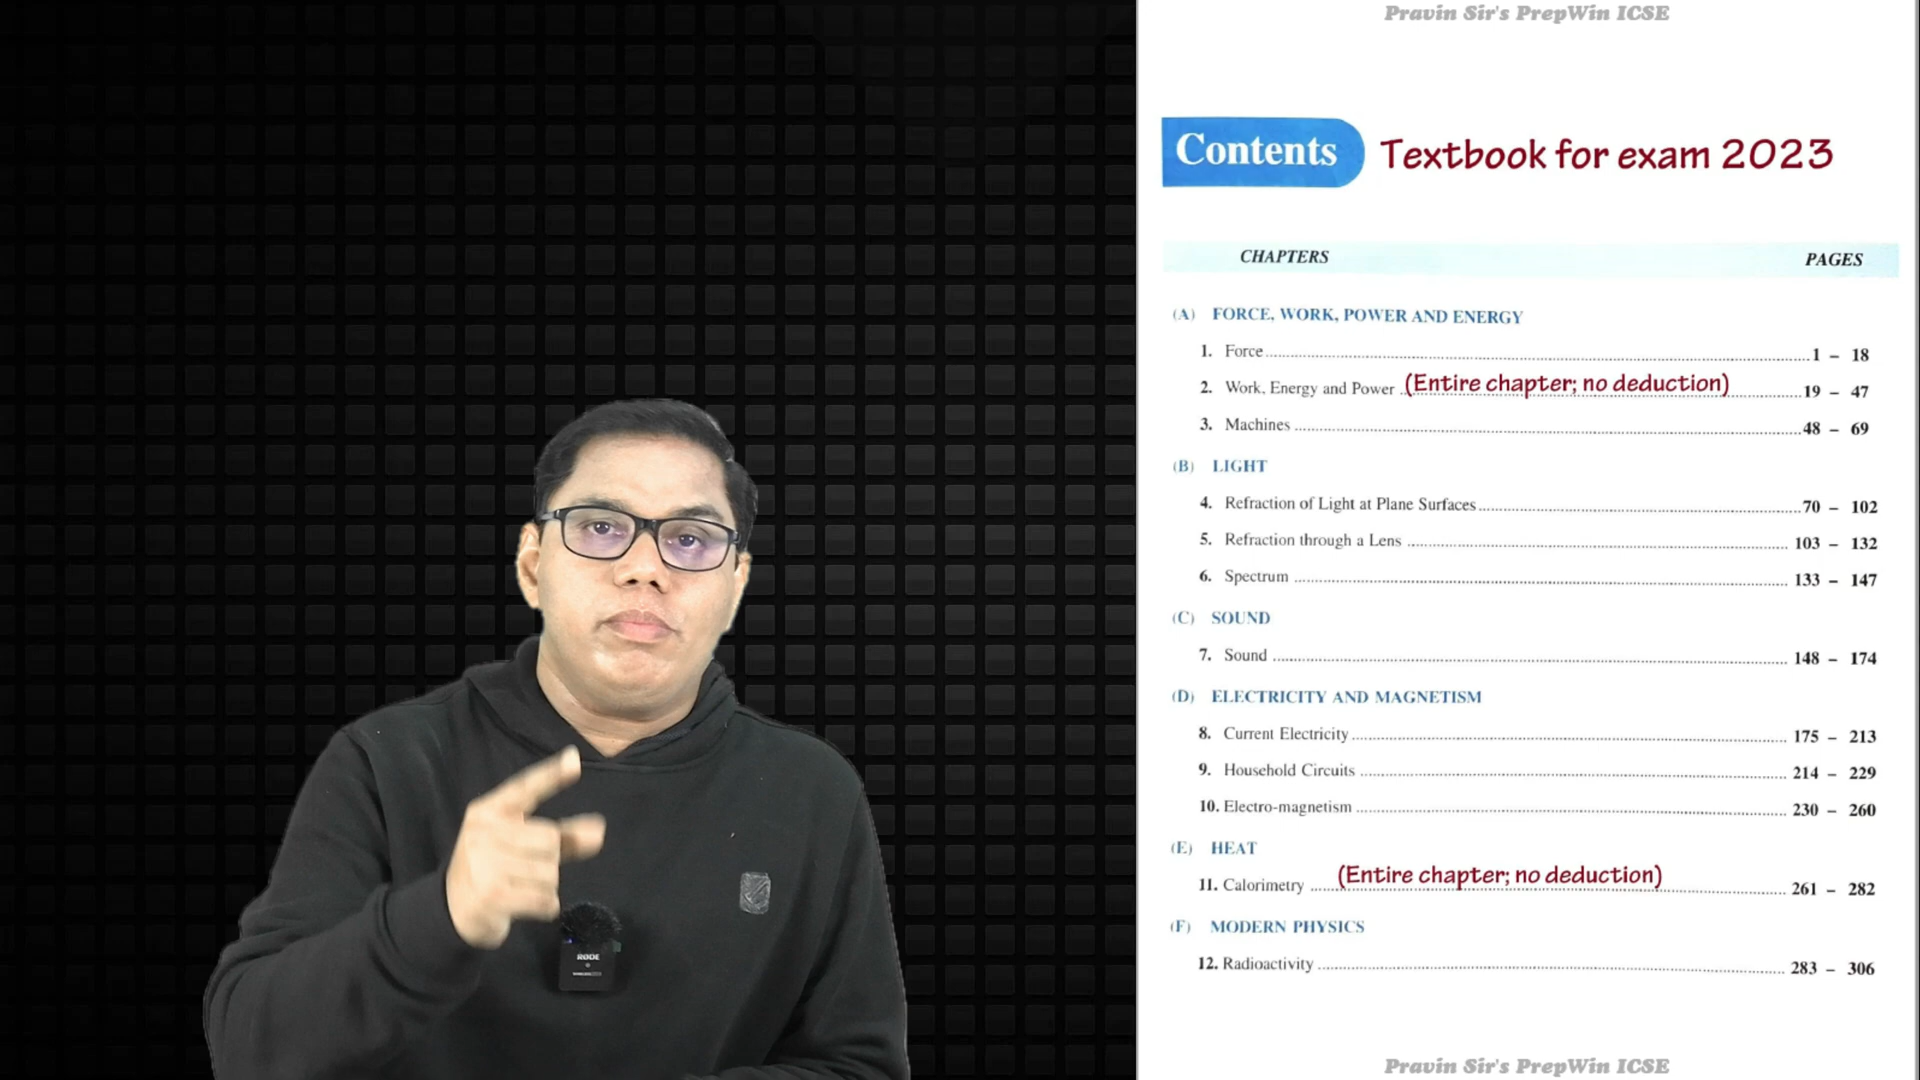 Pravin Sir's PrepWin ICSE
Contents Textbook for exam 2023
CHAPTERS PAGES
(A) FORCE, WORK, POWER AND ENERGY
1. Force 1 – 18
2. Work, Energy and Power (Entire chapter; no deduction) 19 – 47
3. Machines 48 – 69
(B) LIGHT
4. Refraction of Light at Plane Surfaces 70 – 102
5. Refraction through a Lens 103 – 132
6. Spectrum 133 – 147
(C) SOUND
7. Sound 148 – 174
(D) ELECTRICITY AND MAGNETISM
8. Current Electricity 175 – 213
9. Household Circuits 214 – 229
10. Electro-magnetism 230 – 260
(E) HEAT
11. Calorimetry (Entire chapter; no deduction) 261 – 282
(F) MODERN PHYSICS
12. Radioactivity 283 – 306
Pravin Sir's PrepWin ICSE
RØDE